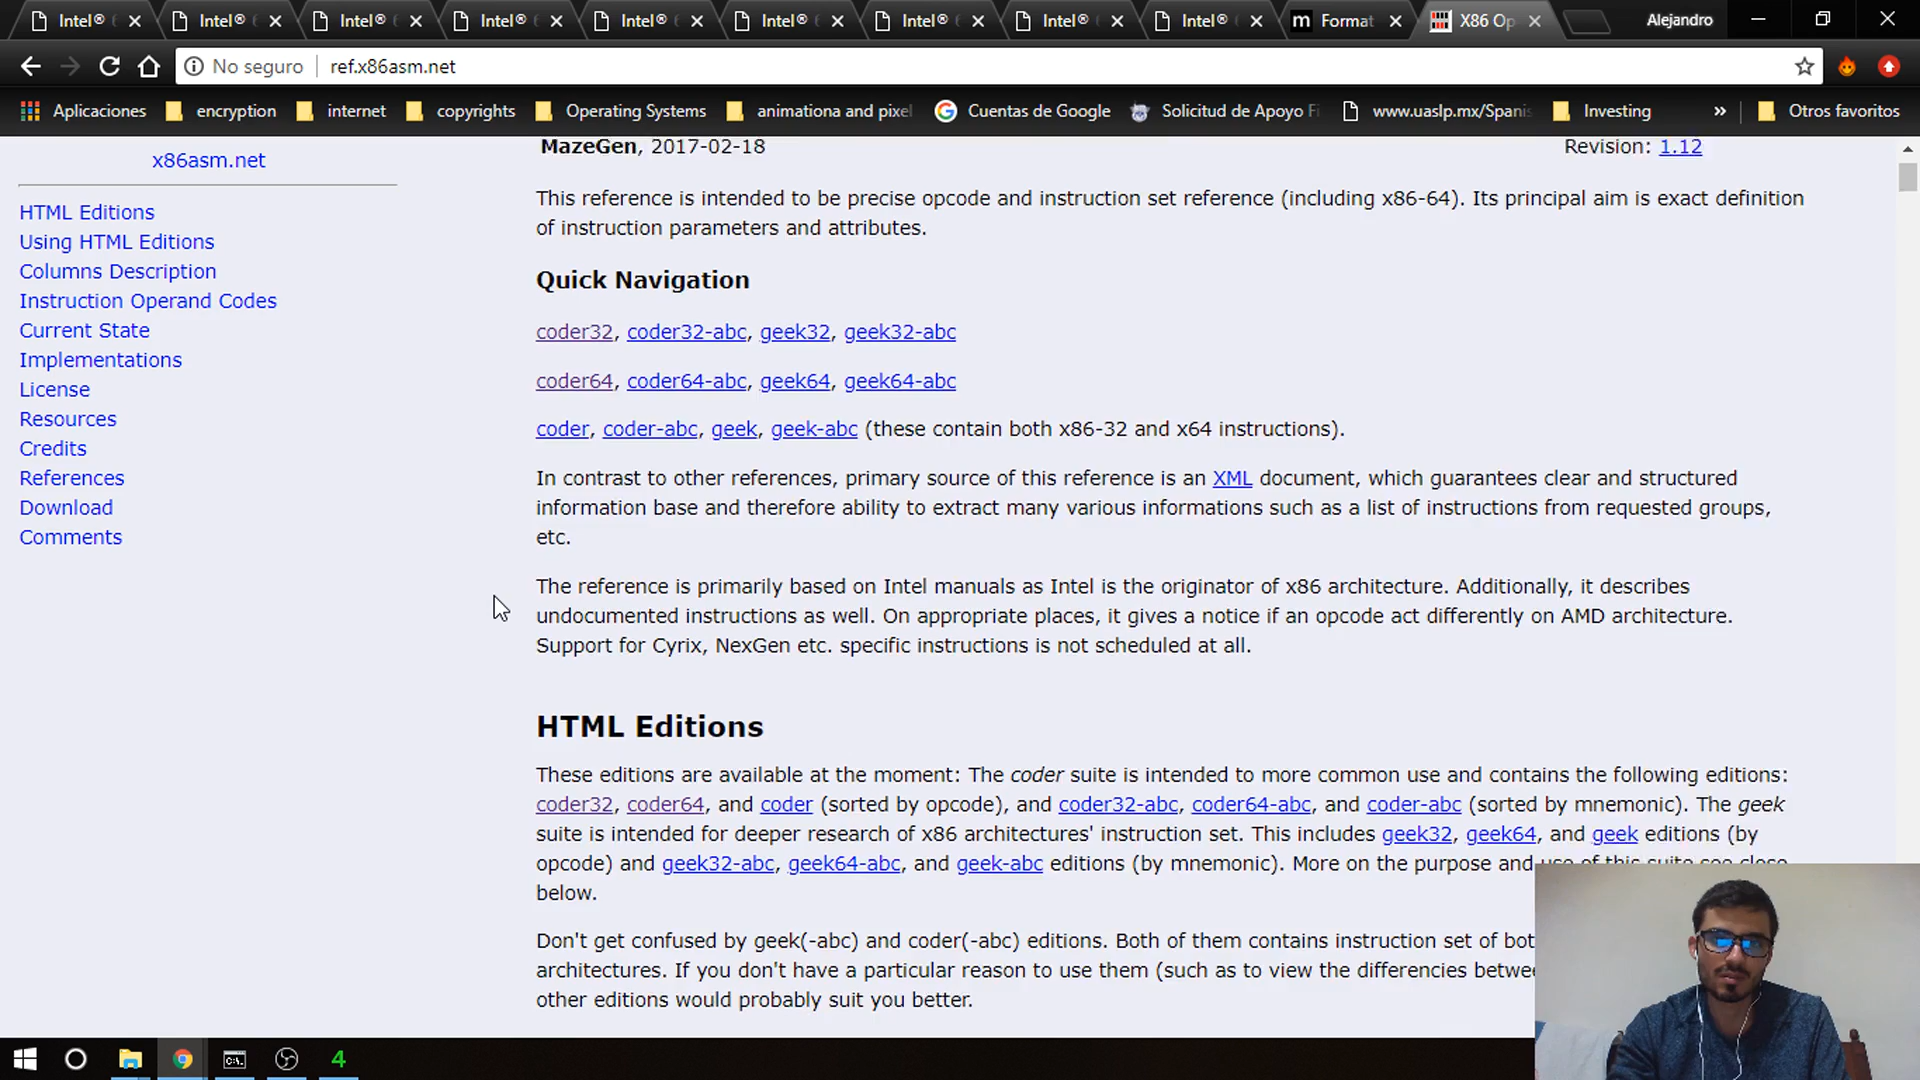 Intel® Intel® Intel® Intel® Intel® Intel® Intel® Intel® Intel® Format X86 Op Alejandro
No seguro ref.x86asm.net
Aplicaciones encryption internet copyrights Operating Systems animationa and pixel Cuentas de Google Solicitud de Apoyo Fi www.uaslp.mx/Spanis Investing » Otros favoritos
x86asm.net
HTML Editions
Using HTML Editions
Columns Description
Instruction Operand Codes
Current State
Implementations
License
Resources
Credits
References
Download
Comments
MazeGen, 2017-02-18 Revision: 1.12
This reference is intended to be precise opcode and instruction set reference (including x86-64). Its principal aim is exact definition
of instruction parameters and attributes.
Quick Navigation
coder32, coder32-abc, geek32, geek32-abc
coder64, coder64-abc, geek64, geek64-abc
coder, coder-abc, geek, geek-abc (these contain both x86-32 and x64 instructions).
In contrast to other references, primary source of this reference is an XML document, which guarantees clear and structured
information base and therefore ability to extract many various informations such as a list of instructions from requested groups,
etc.
The reference is primarily based on Intel manuals as Intel is the originator of x86 architecture. Additionally, it describes
undocumented instructions as well. On appropriate places, it gives a notice if an opcode act differently on AMD architecture.
Support for Cyrix, NexGen etc. specific instructions is not scheduled at all.
HTML Editions
These editions are available at the moment: The coder suite is intended to more common use and contains the following editions:
coder32, coder64, and coder (sorted by opcode), and coder32-abc, coder64-abc, and coder-abc (sorted by mnemonic). The geek
suite is intended for deeper research of x86 architectures' instruction set. This includes geek32, geek64, and geek editions (by
opcode) and geek32-abc, geek64-abc, and geek-abc editions (by mnemonic). More on the purpose and use of this suite see close
below.
Don't get confused by geek(-abc) and coder(-abc) editions. Both of them contains instruction set of bot
architectures. If you don't have a particular reason to use them (such as to view the differencies betwee
other editions would probably suit you better.
4